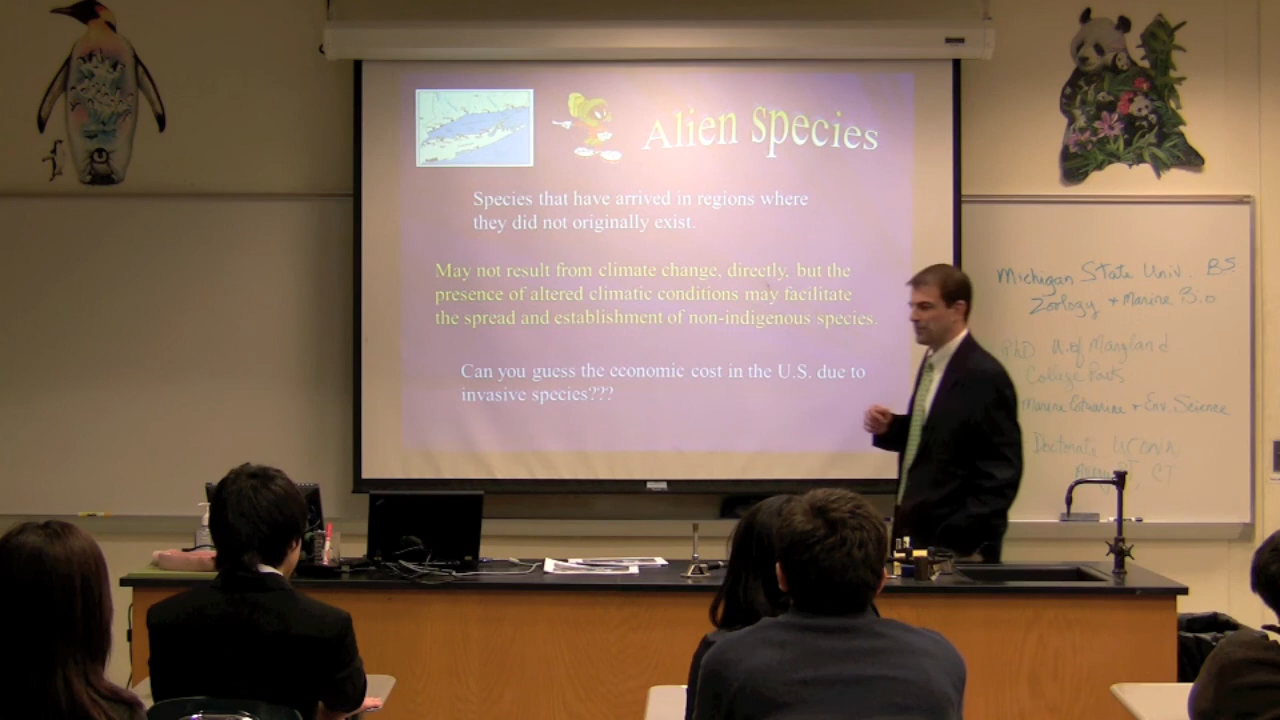 Alien Species
Species that have arrived in regions where
they did not originally exist.
May not result from climate change, directly, but the
presence of altered climatic conditions may facilitate
the spread and establishment of non-indigenous species.
Can you guess the economic cost in the U.S. due to
invasive species???
Michigan State Univ. BS
Zoology + Marine Bio
PhD U. of Maryland
College Park
Marine Estuarine + Env. Science
Doctorate UConn
CT